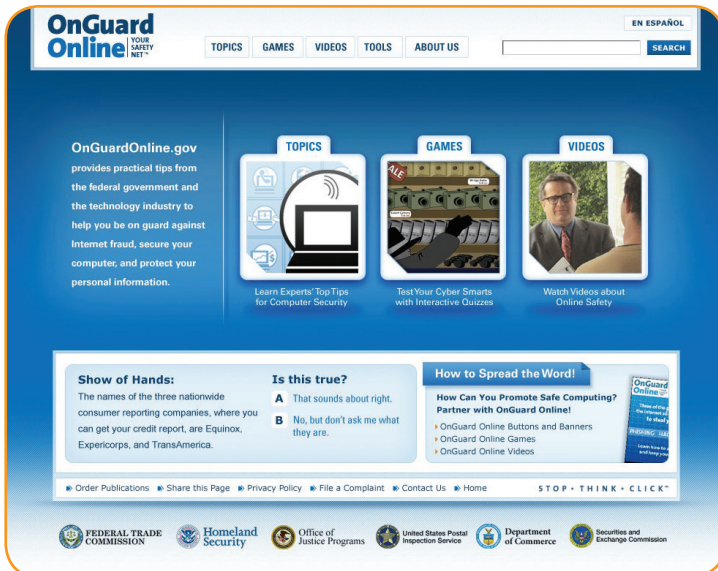 OnGuard
Online
YOUR
SAFETY
NET™
EN ESPAÑOL
TOPICS GAMES VIDEOS TOOLS ABOUT US
SEARCH
OnGuardOnline.gov
provides practical tips from
the federal government and
the technology industry to
help you be on guard against
Internet fraud, secure your
computer, and protect your
personal information.
TOPICS
Learn Experts' Top Tips
for Computer Security
GAMES
ALE
Test Your Cyber Smarts
with Interactive Quizzes
VIDEOS
Watch Videos about
Online Safety
Show of Hands:
The names of the three nationwide
consumer reporting companies, where you
can get your credit report, are Equinox,
Expericorps, and TransAmerica.
Is this true?
A That sounds about right.
B No, but don't ask me what
they are.
How to Spread the Word!
How Can You Promote Safe Computing?
Partner with OnGuard Online!
OnGuard Online Buttons and Banners
OnGuard Online Games
OnGuard Online Videos
OnGuard
Online
Order Publications Share this Page Privacy Policy File a Complaint Contact Us Home
STOP · THINK · CLICK℠
FEDERAL TRADE
COMMISSION
Homeland
Security
Office of
Justice Programs
United States Postal
Inspection Service
Department
of Commerce
Securities and
Exchange Commission